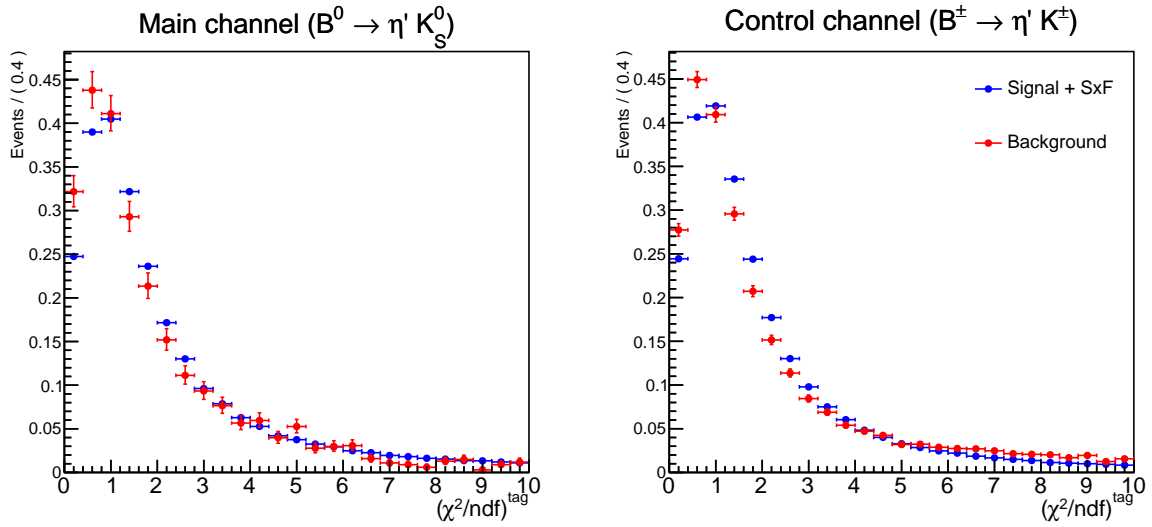 Main channel (B⁰ → η' K⁰_S)
Events / ( 0.4 )
0.45
0.4
0.35
0.3
0.25
0.2
0.15
0.1
0.05
0
0 1 2 3 4 5 6 7 8 9 10
(χ²/ndf)^tag
Control channel (B^± → η' K^±)
Events / ( 0.4 )
Signal + SxF
Background
0.45
0.4
0.35
0.3
0.25
0.2
0.15
0.1
0.05
0
0 1 2 3 4 5 6 7 8 9 10
(χ²/ndf)^tag